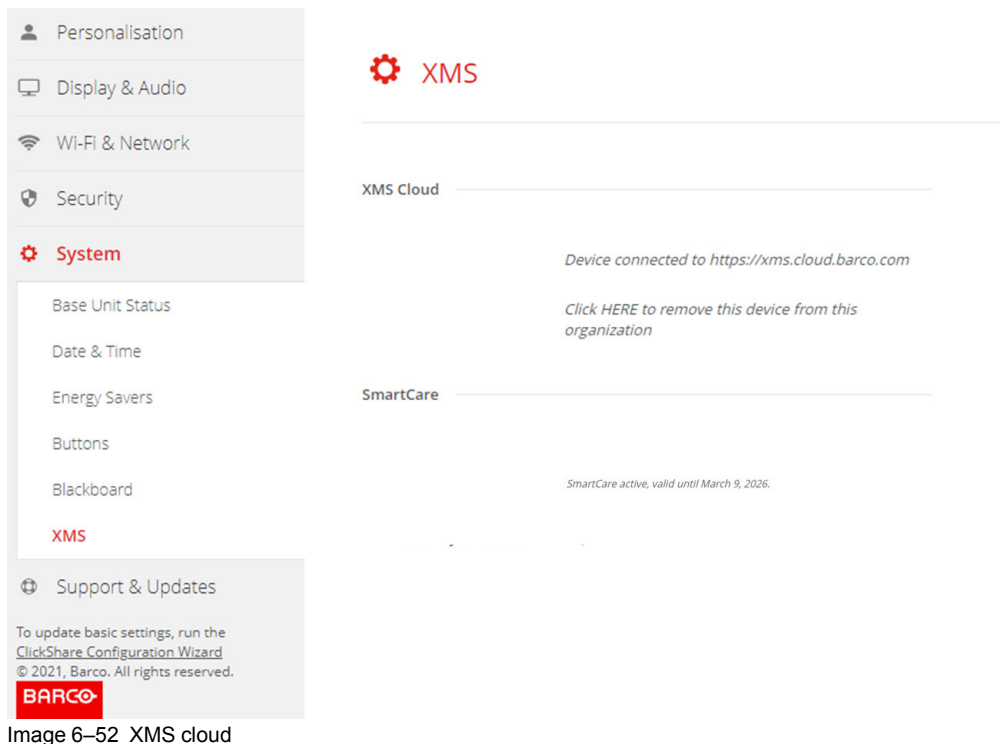 Personalisation
Display & Audio
Wi-Fi & Network
Security
System
Base Unit Status
Date & Time
Energy Savers
Buttons
Blackboard
XMS
Support & Updates
To update basic settings, run the
ClickShare Configuration Wizard
© 2021, Barco. All rights reserved.
BARCO
XMS
XMS Cloud
Device connected to https://xms.cloud.barco.com
Click HERE to remove this device from this
organization
SmartCare
SmartCare active, valid until March 9, 2026.
Image 6–52 XMS cloud